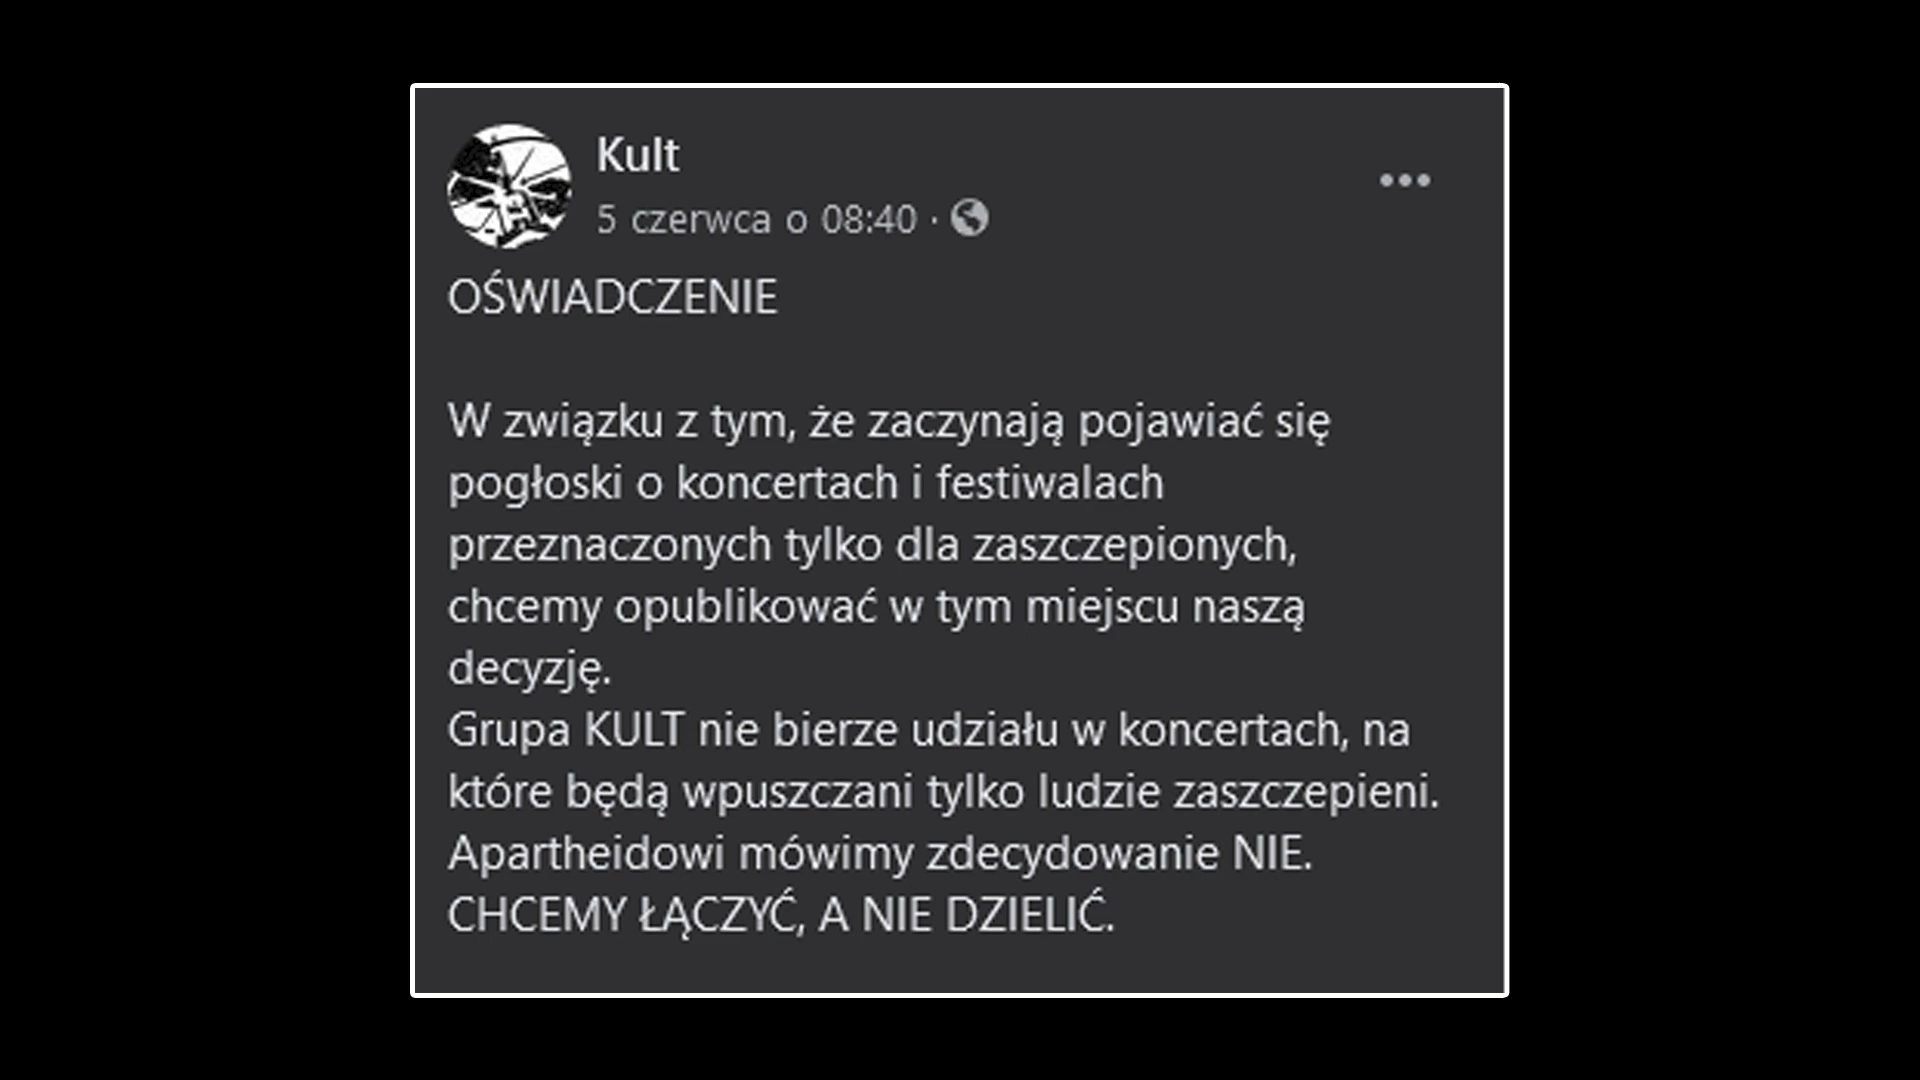 Kult
5 czerwca o 08:40 ·
OŚWIADCZENIE
W związku z tym, że zaczynają pojawiać się
pogłoski o koncertach i festiwalach
przeznaczonych tylko dla zaszczepionych,
chcemy opublikować w tym miejscu naszą
decyzję.
Grupa KULT nie bierze udziału w koncertach, na
które będą wpuszczani tylko ludzie zaszczepieni.
Apartheidowi mówimy zdecydowanie NIE.
CHCEMY ŁĄCZYĆ, A NIE DZIELIĆ.